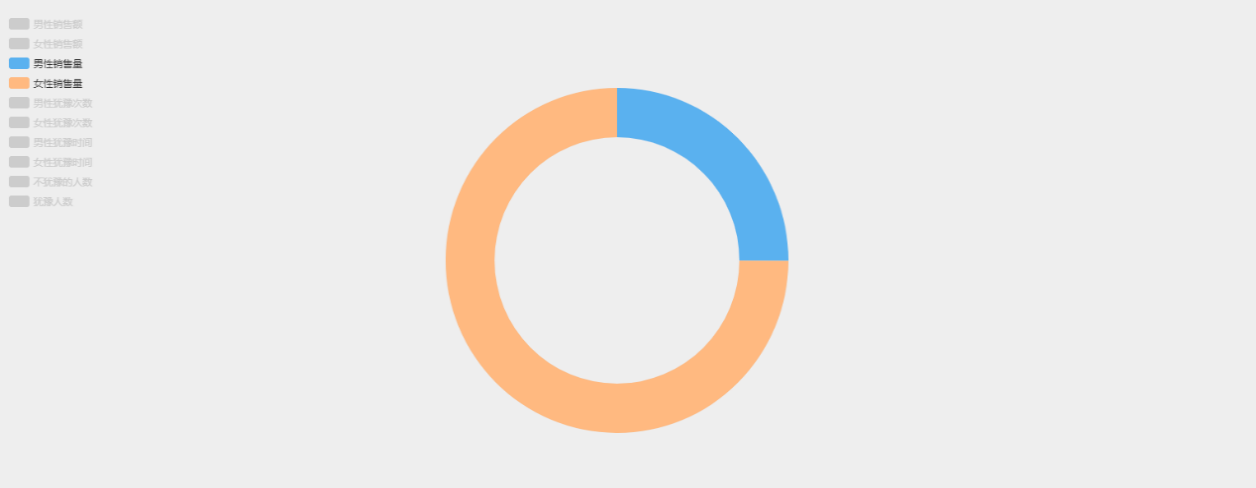 男性销售额
女性销售额
男性销售量
女性销售量
男性犹豫次数
女性犹豫次数
男性犹豫时间
女性犹豫时间
不犹豫的人数
犹豫人数